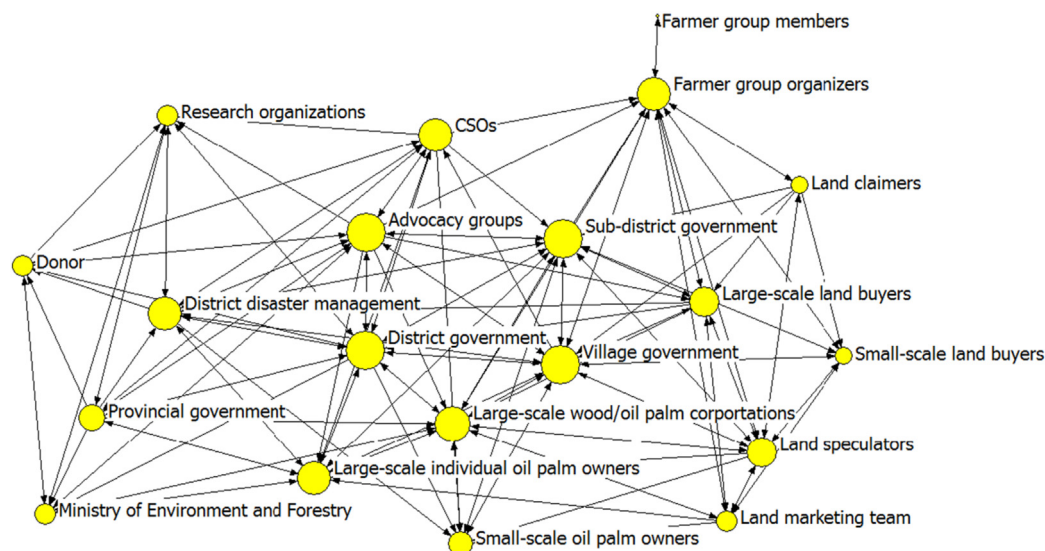 Farmer group members
Farmer group organizers
Research organizations
CSOs
Land claimers
Advocacy groups
Sub-district government
Donor
Large-scale land buyers
District disaster management
District government
Village government
Small-scale land buyers
Provincial government
Large-scale wood/oil palm corportations
Land speculators
Large-scale individual oil palm owners
Ministry of Environment and Forestry
Land marketing team
Small-scale oil palm owners